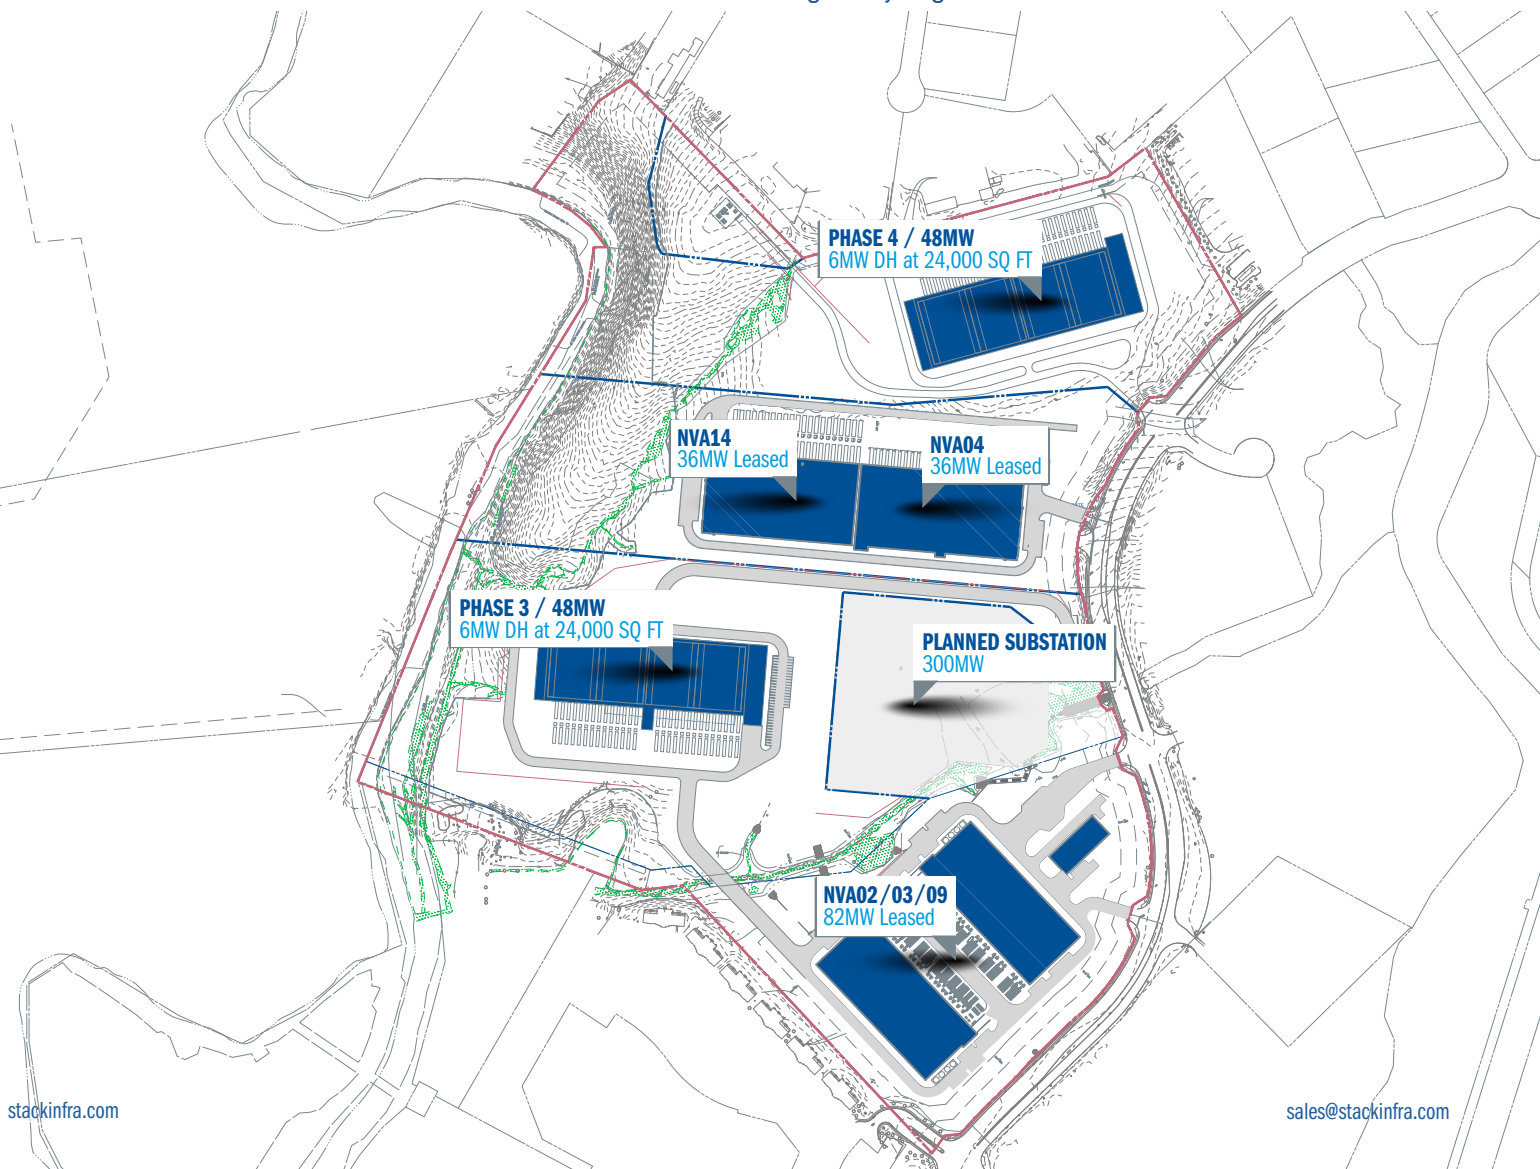 PHASE 4 / 48MW
6MW DH at 24,000 SQ FT
NVA14
36MW Leased
NVA04
36MW Leased
PHASE 3 / 48MW
6MW DH at 24,000 SQ FT
PLANNED SUBSTATION
300MW
NVA02/03/09
82MW Leased
stackinfra.com
sales@stackinfra.com